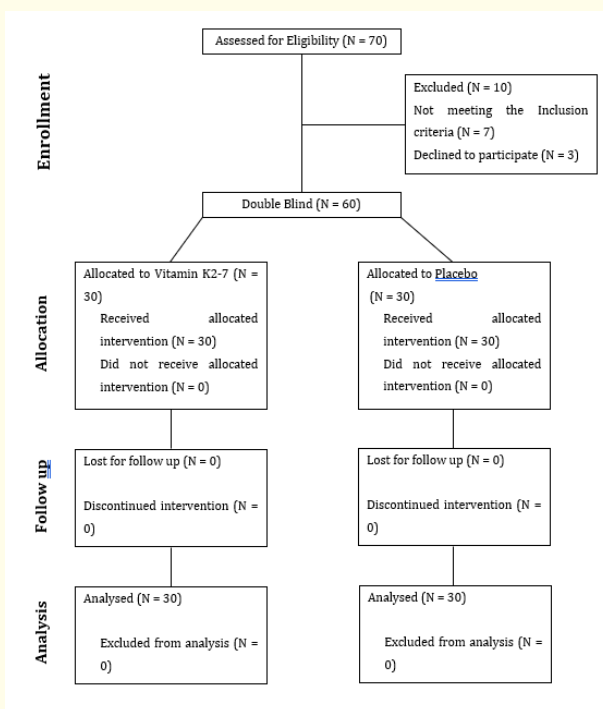 Assessed for Eligibility (N = 70)
Enrollment
Excluded (N = 10)
Not meeting the Inclusion
criteria (N = 7)
Declined to participate (N = 3)
Double Blind (N = 60)
Allocation
Allocated to Vitamin K2-7 (N =
30)
Received allocated
intervention (N = 30)
Did not receive allocated
intervention (N = 0)
Allocated to Placebo
(N = 30)
Received allocated
intervention (N = 30)
Did not receive allocated
intervention (N = 0)
Follow up
Lost for follow up (N = 0)
Discontinued intervention (N =
0)
Lost for follow up (N = 0)
Discontinued intervention (N =
0)
Analysis
Analysed (N = 30)
Excluded from analysis (N =
0)
Analysed (N = 30)
Excluded from analysis (N =
0)